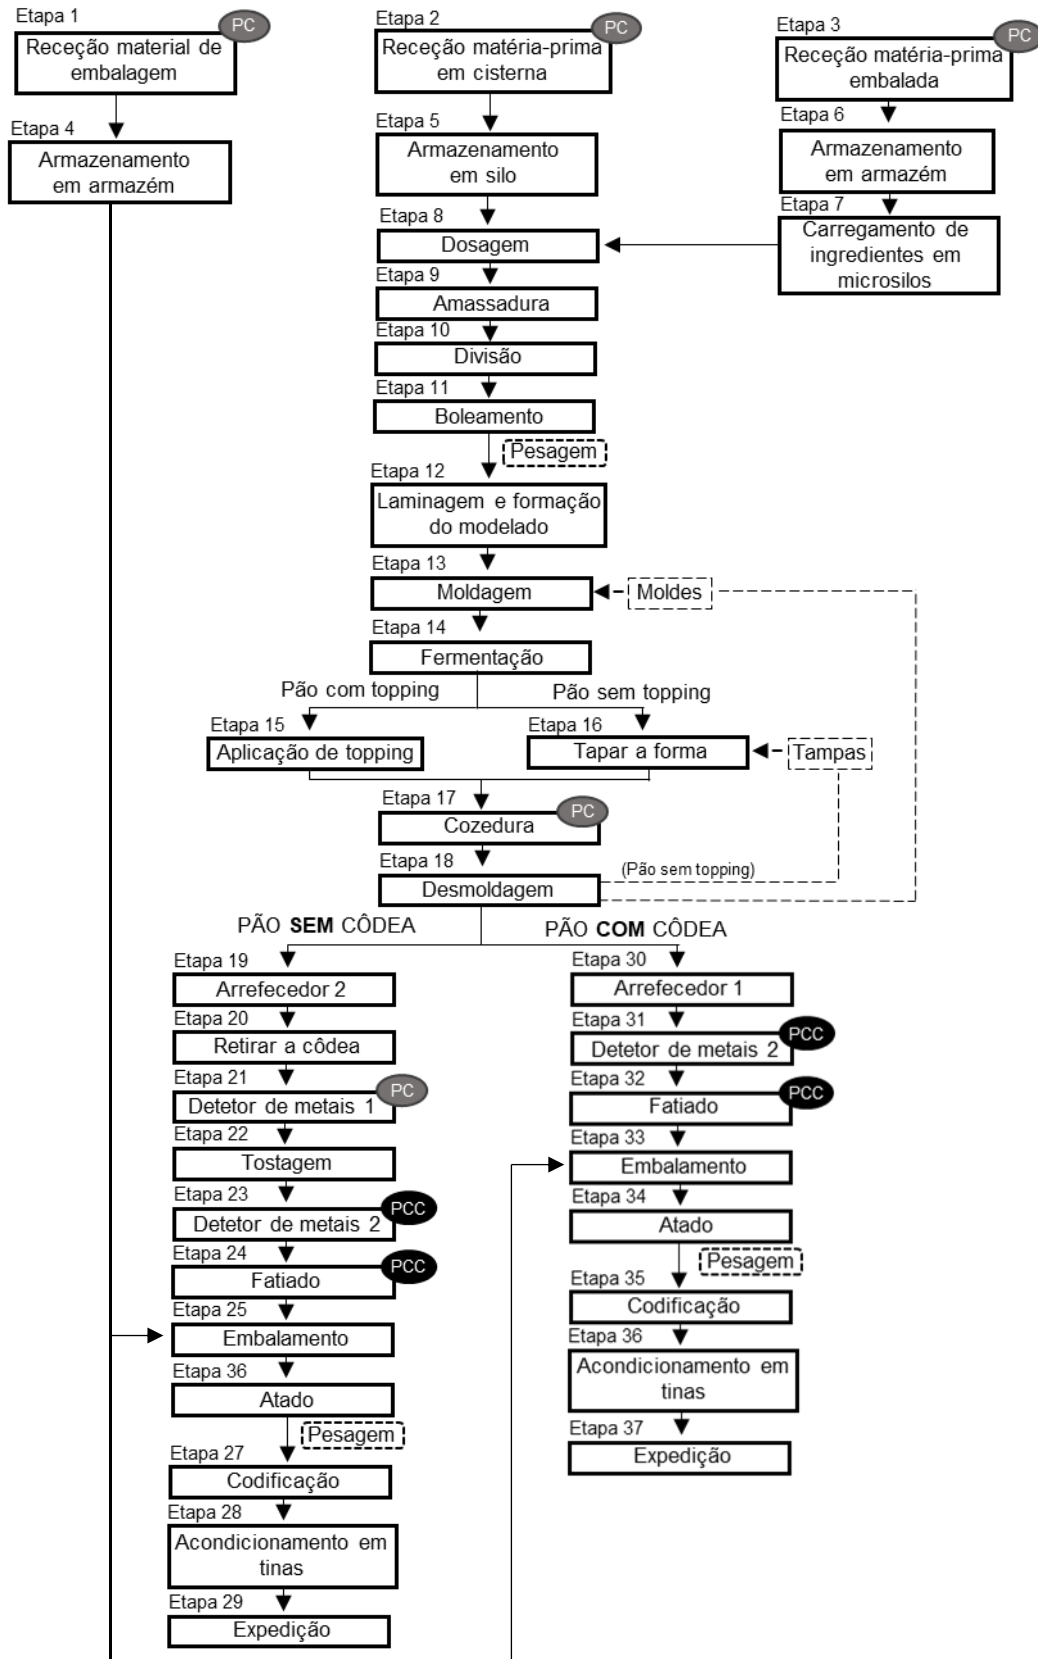 Etapa 1
PC
Receção material de
embalagem
Etapa 2
PC
Receção matéria-prima
em cisterna
Etapa 3
PC
Receção matéria-prima
embalada
Etapa 4
Armazenamento
em armazém
Etapa 5
Armazenamento
em silo
Etapa 6
Armazenamento
em armazém
Etapa 7
Carregamento de
ingredientes em
microsilos
Etapa 8
Dosagem
Etapa 9
Amassadura
Etapa 10
Divisão
Etapa 11
Boleamento
Pesagem
Etapa 12
Laminagem e formação
do modelado
Etapa 13
Moldagem
Moldes
Etapa 14
Fermentação
Pão com topping
Pão sem topping
Etapa 15
Aplicação de topping
Etapa 16
Tapar a forma
Tampas
Etapa 17
PC
Cozedura
Etapa 18
Desmoldagem
(Pão sem topping)
PÃO SEM CÔDEA
PÃO COM CÔDEA
Etapa 19
Arrefecedor 2
Etapa 20
Retirar a côdea
Etapa 21
PC
Detetor de metais 1
Etapa 22
Tostagem
Etapa 23
PCC
Detetor de metais 2
Etapa 24
PCC
Fatiado
Etapa 25
Embalamento
Etapa 36
Atado
Pesagem
Etapa 27
Codificação
Etapa 28
Acondicionamento em
tinas
Etapa 29
Expedição
Etapa 30
Arrefecedor 1
Etapa 31
PCC
Detetor de metais 2
Etapa 32
PCC
Fatiado
Etapa 33
Embalamento
Etapa 34
Atado
Pesagem
Etapa 35
Codificação
Etapa 36
Acondicionamento em
tinas
Etapa 37
Expedição